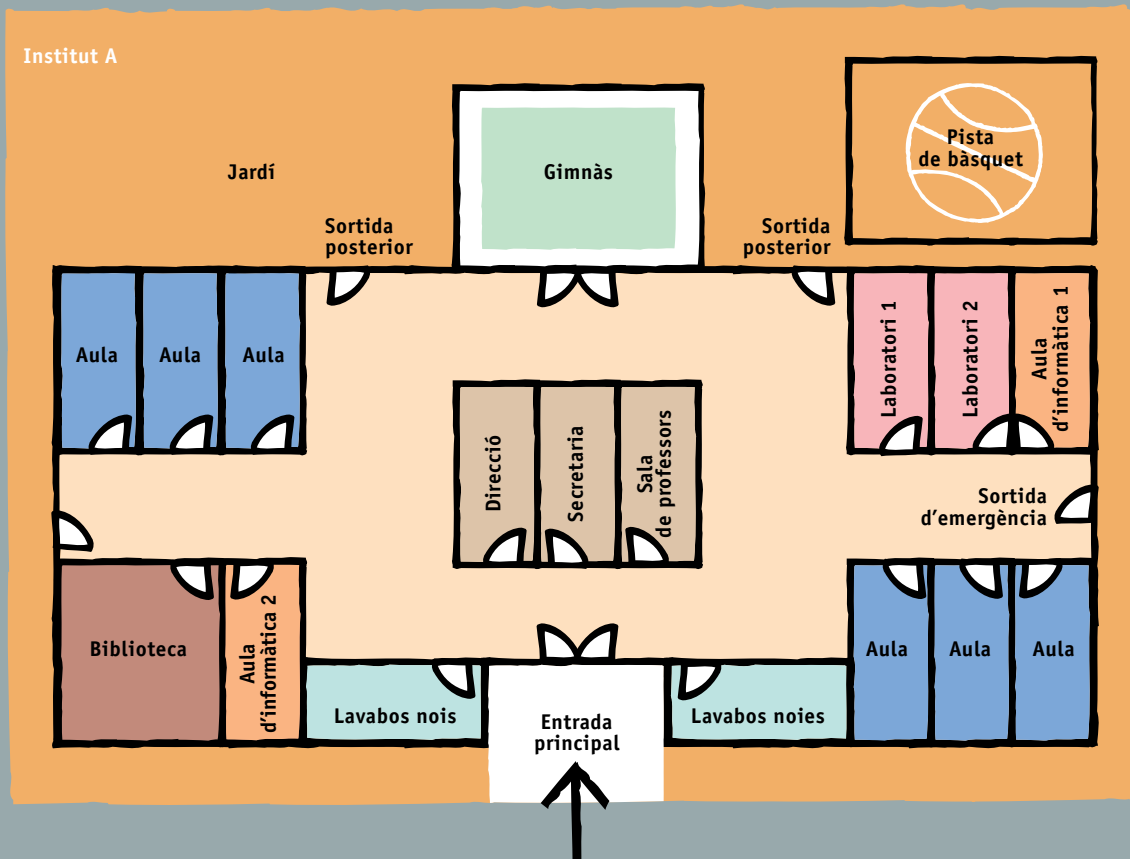 Institut A
Pista
de bàsquet
Jardí
Gimnàs
Sortida
posterior
Sortida
posterior
Aula
Aula
Aula
Laboratori 1
Laboratori 2
Aula
d'informàtica 1
Direcció
Secretaria
Sala
de professors
Sortida
d'emergència
Biblioteca
Aula
d'informàtica 2
Aula
Aula
Aula
Lavabos nois
Entrada
principal
Lavabos noies